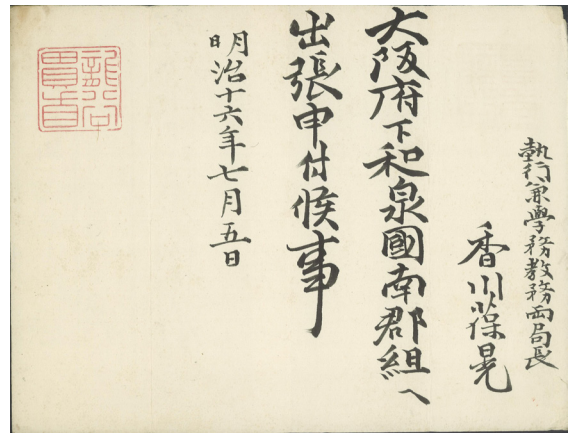 執行兼學務教務両局長
香川葆晃
大阪府下和泉國南郡組へ
出張申付候事
明治十六年七月五日